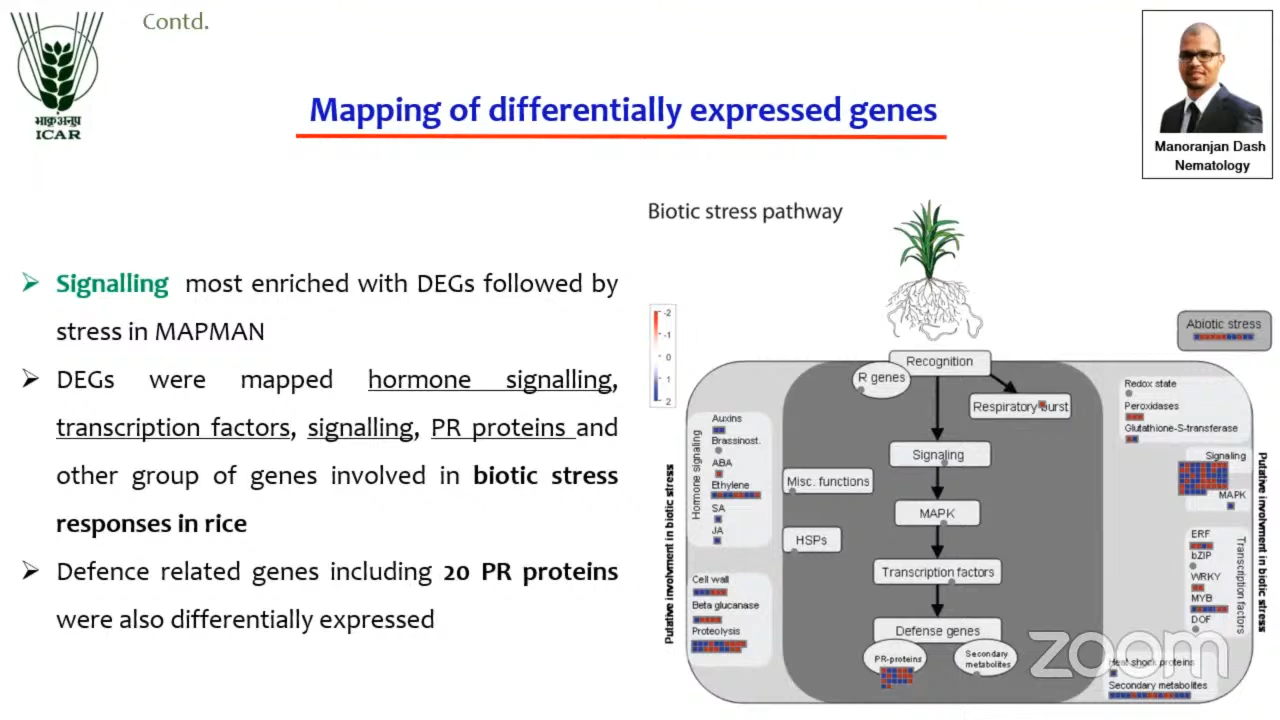 Contd.
भाकृअनुप
ICAR
Mapping of differentially expressed genes
Manoranjan Dash
Nematology
Biotic stress pathway
➢ Signalling most enriched with DEGs followed by
stress in MAPMAN
➢ DEGs were mapped hormone signalling,
transcription factors, signalling, PR proteins and
other group of genes involved in biotic stress
responses in rice
➢ Defence related genes including 20 PR proteins
were also differentially expressed
-2
-1
0
1
2
Abiotic stress
Recognition
R genes
Respiratory burst
Signaling
Misc. functions
MAPK
HSPs
Transcription factors
Defense genes
PR-proteins
Secondary
metabolites
Putative involvement in biotic stress
Hormone signaling
Auxins
Brassinost.
ABA
Ethylene
SA
JA
Cell wall
Beta glucanase
Proteolysis
Redox state
Peroxidases
Glutathione-S-transferase
Signaling
MAPK
ERF
bZIP
WRKY
MYB
DOF
Transcription factors
Putative involvment in biotic stress
Heat shock proteins
Secondary metabolites
zoom